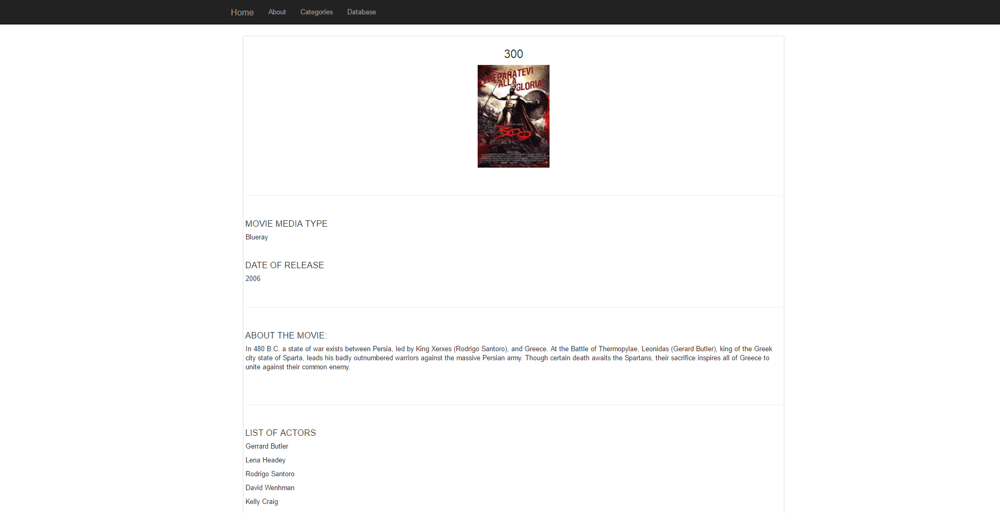 Home About Categories Database
300
PREPARATEVI
ALLA
GLORIA!
300
MOVIE MEDIA TYPE
Blueray
DATE OF RELEASE
2006
ABOUT THE MOVIE:
In 480 B.C. a state of war exists between Persia, led by King Xerxes (Rodrigo Santoro), and Greece. At the Battle of Thermopylae, Leonidas (Gerard Butler), king of the Greek
city state of Sparta, leads his badly outnumbered warriors against the massive Persian army. Though certain death awaits the Spartans, their sacrifice inspires all of Greece to
unite against their common enemy.
LIST OF ACTORS
Gerrard Butler
Lena Headey
Rodrigo Santoro
David Wenhman
Kelly Craig